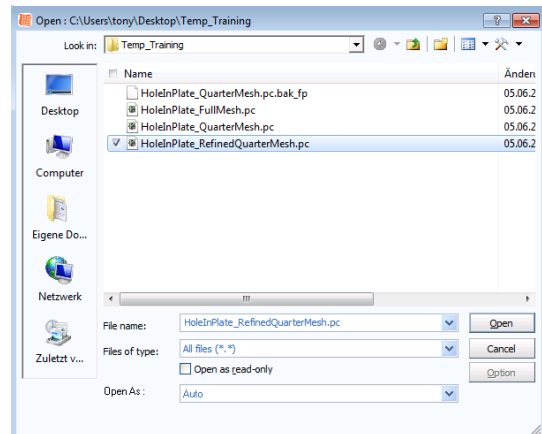 Open : C:\Users\tony\Desktop\Temp_Training
Look in: Temp_Training
Name Änden
HoleInPlate_QuarterMesh.pc.bak_fp 05.06.2
HoleInPlate_FullMesh.pc 05.06.2
HoleInPlate_QuarterMesh.pc 05.06.2
HoleInPlate_RefinedQuarterMesh.pc 05.06.2
Desktop
Computer
Eigene Do...
Netzwerk
Zuletzt v...
File name: HoleInPlate_RefinedQuarterMesh.pc Open
Files of type: All files (*.*) Cancel
Open as read-only Option
Open As : Auto